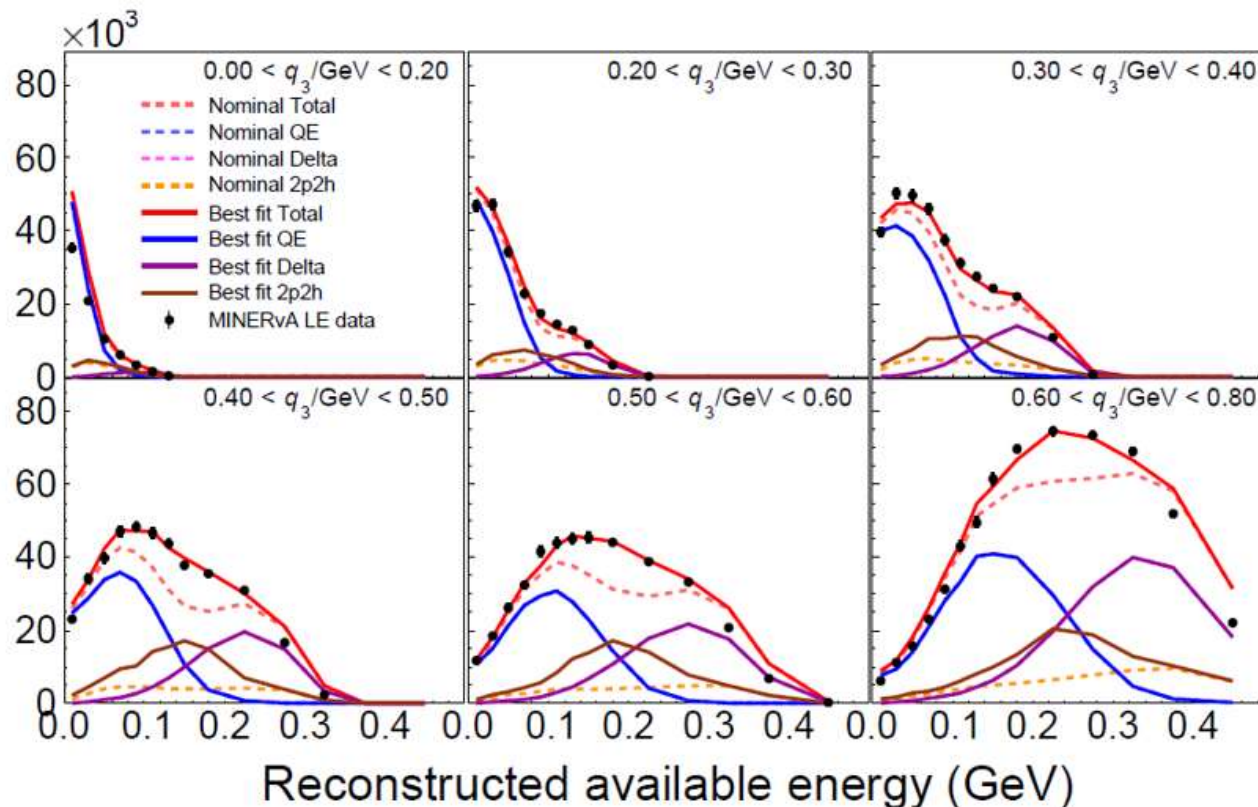 ×10³
0.00 < q₃/GeV < 0.20
0.20 < q₃/GeV < 0.30
0.30 < q₃/GeV < 0.40
80
60
40
20
0
Nominal Total
Nominal QE
Nominal Delta
Nominal 2p2h
Best fit Total
Best fit QE
Best fit Delta
Best fit 2p2h
MINERvA LE data
0.40 < q₃/GeV < 0.50
0.50 < q₃/GeV < 0.60
0.60 < q₃/GeV < 0.80
80
60
40
20
0
0.0 0.1 0.2 0.3 0.4 0.0 0.1 0.2 0.3 0.4 0.0 0.1 0.2 0.3 0.4
Reconstructed available energy (GeV)